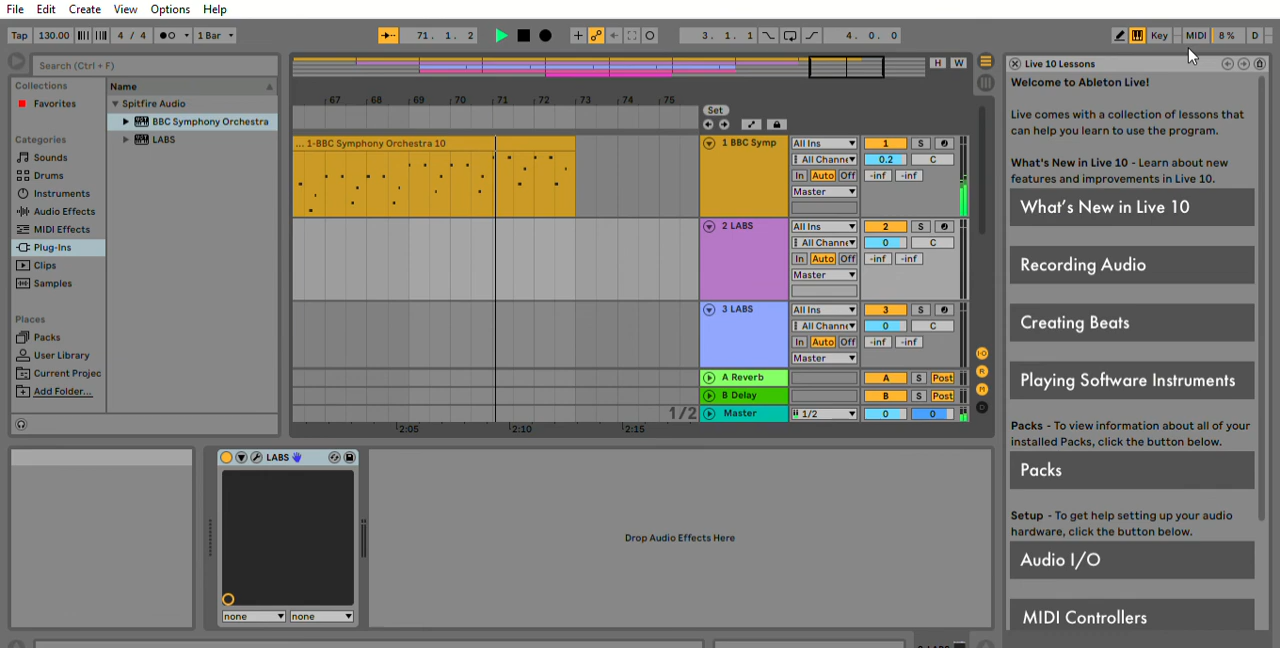 File Edit Create View Options Help
Tap 130.00 4 / 4 1 Bar 71. 1. 2 3. 1. 1 4. 0. 0 Key MIDI 8 % D
Search (Ctrl + F)
Collections
Favorites
Categories
Sounds
Drums
Instruments
Audio Effects
MIDI Effects
Plug-Ins
Clips
Samples
Places
Packs
User Library
Current Projec
Add Folder...
Name
Spitfire Audio
BBC Symphony Orchestra
LABS
H W
67 68 69 70 71 72 73 74 75
Set
... 1-BBC Symphony Orchestra 10
1 BBC Symp All Ins 1 S
All Channe 0.2 C
In Auto Off -inf -inf
Master
2 LABS All Ins 2 S
All Channe 0 C
In Auto Off -inf -inf
Master
3 LABS All Ins 3 S
All Channe 0 C
In Auto Off -inf -inf
Master
A Reverb A S Post
B Delay B S Post
1/2 Master 1/2 0 0
2:05 2:10 2:15
I·O
R
M
D
LABS
none none
Drop Audio Effects Here
Live 10 Lessons
Welcome to Ableton Live!
Live comes with a collection of lessons that
can help you learn to use the program.
What's New in Live 10 - Learn about new
features and improvements in Live 10.
What's New in Live 10
Recording Audio
Creating Beats
Playing Software Instruments
Packs - To view information about all of your
installed Packs, click the button below.
Packs
Setup - To get help setting up your audio
hardware, click the button below.
Audio I/O
MIDI Controllers